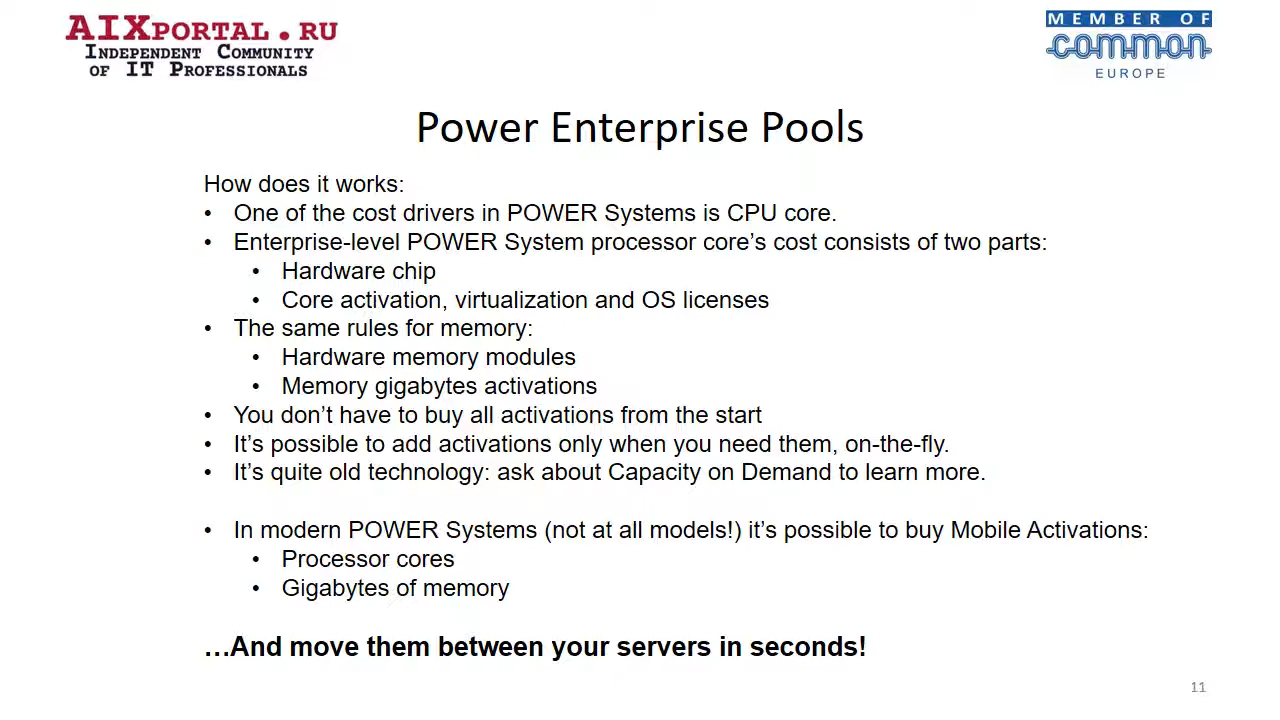 AIXPORTAL.RU
INDEPENDENT COMMUNITY
OF IT PROFESSIONALS
MEMBER OF
common
EUROPE
Power Enterprise Pools
How does it works:
• One of the cost drivers in POWER Systems is CPU core.
• Enterprise-level POWER System processor core’s cost consists of two parts:
• Hardware chip
• Core activation, virtualization and OS licenses
• The same rules for memory:
• Hardware memory modules
• Memory gigabytes activations
• You don’t have to buy all activations from the start
• It’s possible to add activations only when you need them, on-the-fly.
• It’s quite old technology: ask about Capacity on Demand to learn more.
• In modern POWER Systems (not at all models!) it’s possible to buy Mobile Activations:
• Processor cores
• Gigabytes of memory
…And move them between your servers in seconds!
11